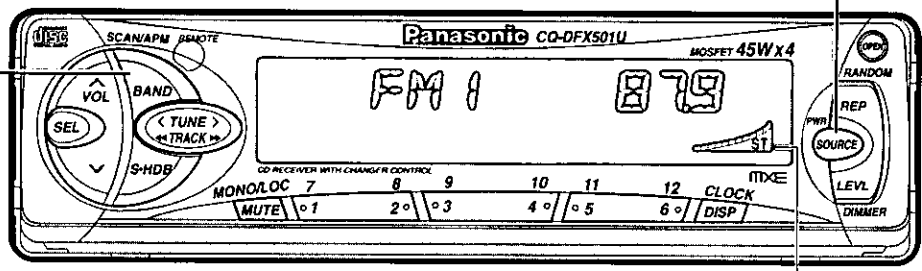 disc
SCAN/APM REMOTE
Panasonic CQ-DFX501U
MOSFET 45W x 4
OPEN
RANDOM
VOL
BAND
SEL
< TUNE >
◀◀ TRACK ▶▶
S·HDB
FM 1 87.9
ST
CD RECEIVER WITH CHANGER CONTROL
MXE
REP
PWR
SOURCE
LEVL
DIMMER
MONO/LOC 7 8 9 10 11 12 CLOCK
MUTE 1 2 3 4 5 6 DISP